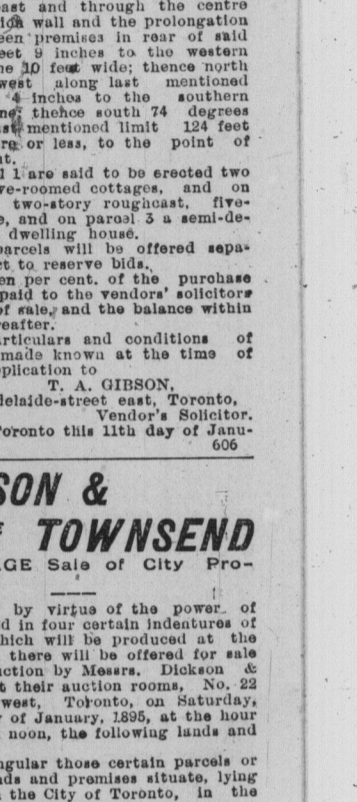 east and through the centre
wall and the prolongation
premises in rear of said
eet 9 inches to the western
ne 10 feet wide; thence north
west along last mentioned
4 inches to the southern
thence south 74 degrees
mentioned limit 124 feet
or less, to the point of
1 are said to be erected two
ve-roomed cottages, and on
two-story roughcast, five-
, and on parcel 3 a semi-de-
dwelling house.
parcels will be offered sepa-
ct to reserve bids.
en per cent. of the purchase
paid to the vendors' solicitors
of sale, and the balance within
reafter.
articulars and conditions of
made known at the time of
plication to
T. A. GIBSON,
delaide-street east, Toronto,
Vendor's Solicitor.
Toronto this 11th day of Janu-
606
SON &
TOWNSEND
GE Sale of City Pro-
by virtue of the power of
d in four certain indentures of
hich will be produced at the
there will be offered for sale
uction by Messrs. Dickson &
t their auction rooms, No. 22
west, Toronto, on Saturday,
of January, 1895, at the hour
noon, the following lands and
ngular those certain parcels or
nds and premises situate, lying
the City of Toronto, in the